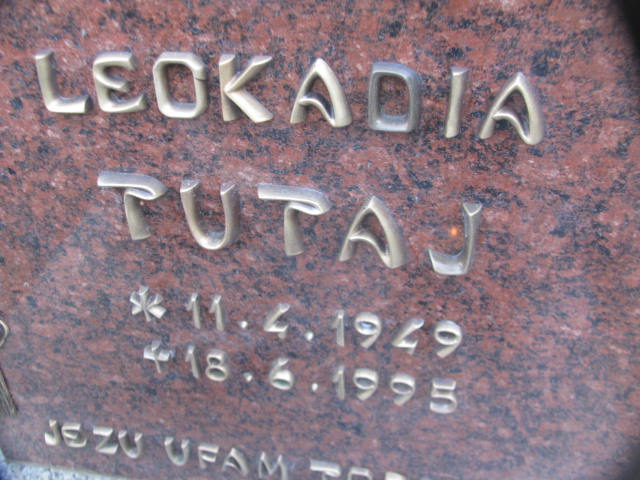 LEOKADIA
TUTAJ
* 11.4.1949
+ 18.6.1995
JEZU UFAM